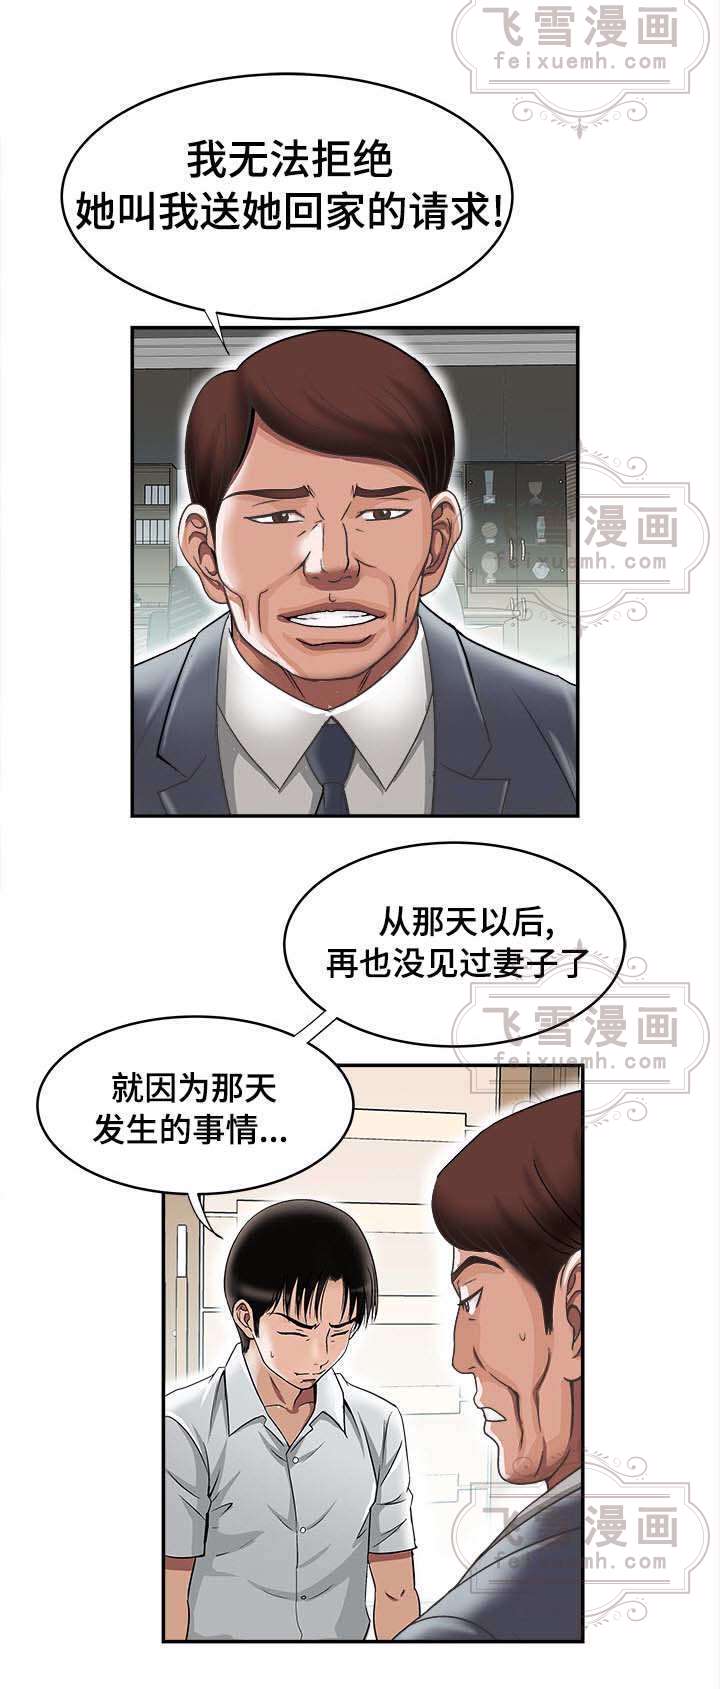 飞雪漫画
feixuemh.com
我无法拒绝
她叫我送她回家的请求!
飞雪漫画
feixuemh.com
从那天以后,
再也没见过妻子了
飞雪漫画
feixuemh.com
就因为那天
发生的事情...
飞雪漫画
feixuemh.com